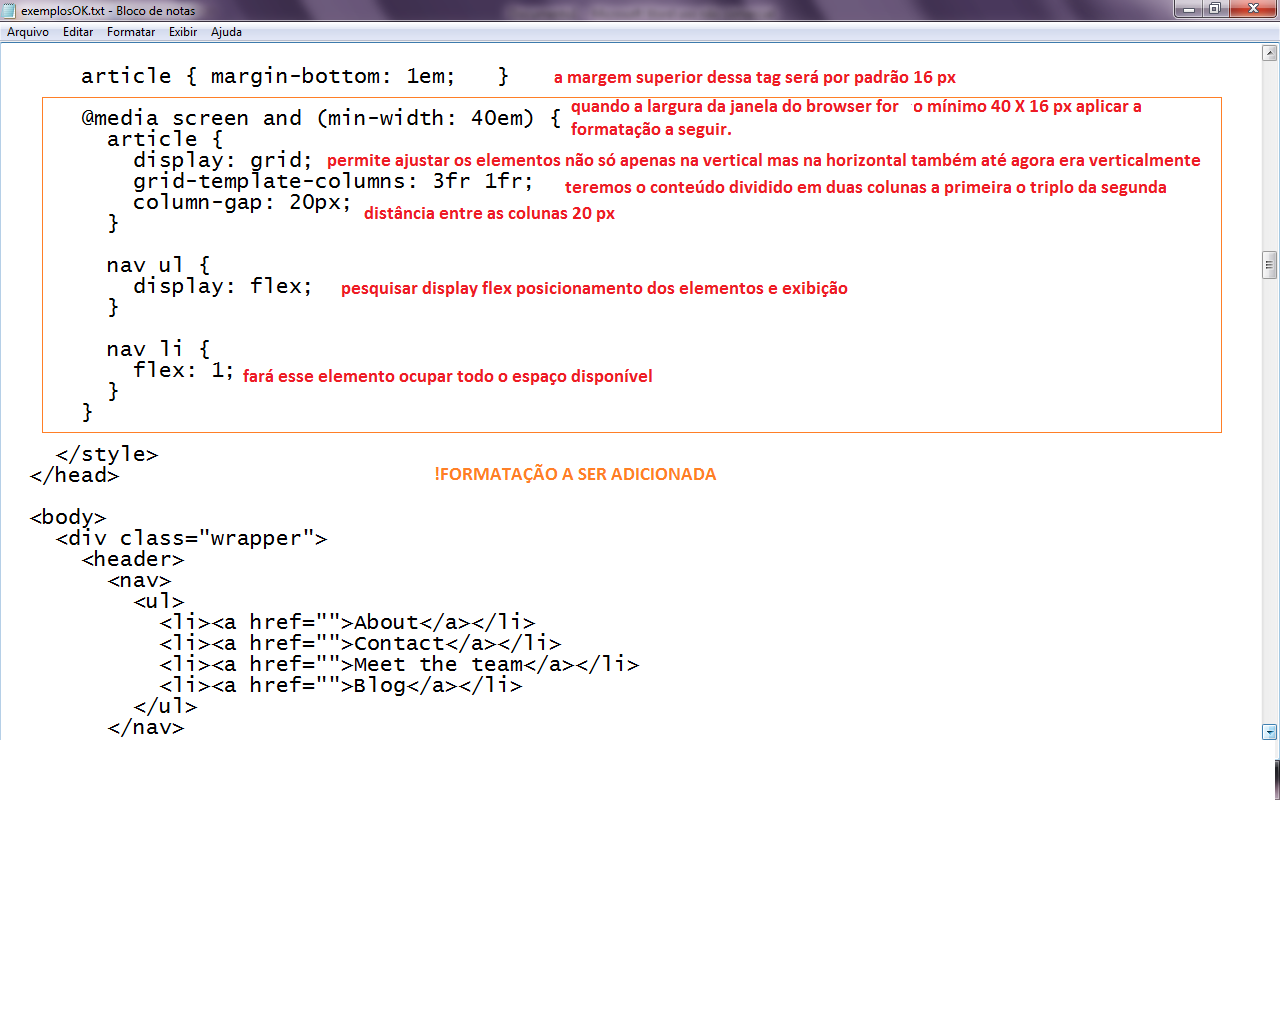 exemplosOK.txt - Bloco de notas
Arquivo Editar Formatar Exibir Ajuda
article { margin-bottom: 1em; } a margem superior dessa tag será por padrão 16 px
@media screen and (min-width: 40em) { quando a largura da janela do browser for o mínimo 40 X 16 px aplicar a
formatação a seguir.
article {
display: grid; permite ajustar os elementos não só apenas na vertical mas na horizontal também até agora era verticalmente
grid-template-columns: 3fr 1fr; teremos o conteúdo dividido em duas colunas a primeira o triplo da segunda
column-gap: 20px; distância entre as colunas 20 px
}
nav ul {
display: flex; pesquisar display flex posicionamento dos elementos e exibição
}
nav li {
flex: 1; fará esse elemento ocupar todo o espaço disponível
}
}
</style>
</head> !FORMATAÇÃO A SER ADICIONADA
<body>
<div class="wrapper">
<header>
<nav>
<ul>
<li><a href="">About</a></li>
<li><a href="">Contact</a></li>
<li><a href="">Meet the team</a></li>
<li><a href="">Blog</a></li>
</ul>
</nav>